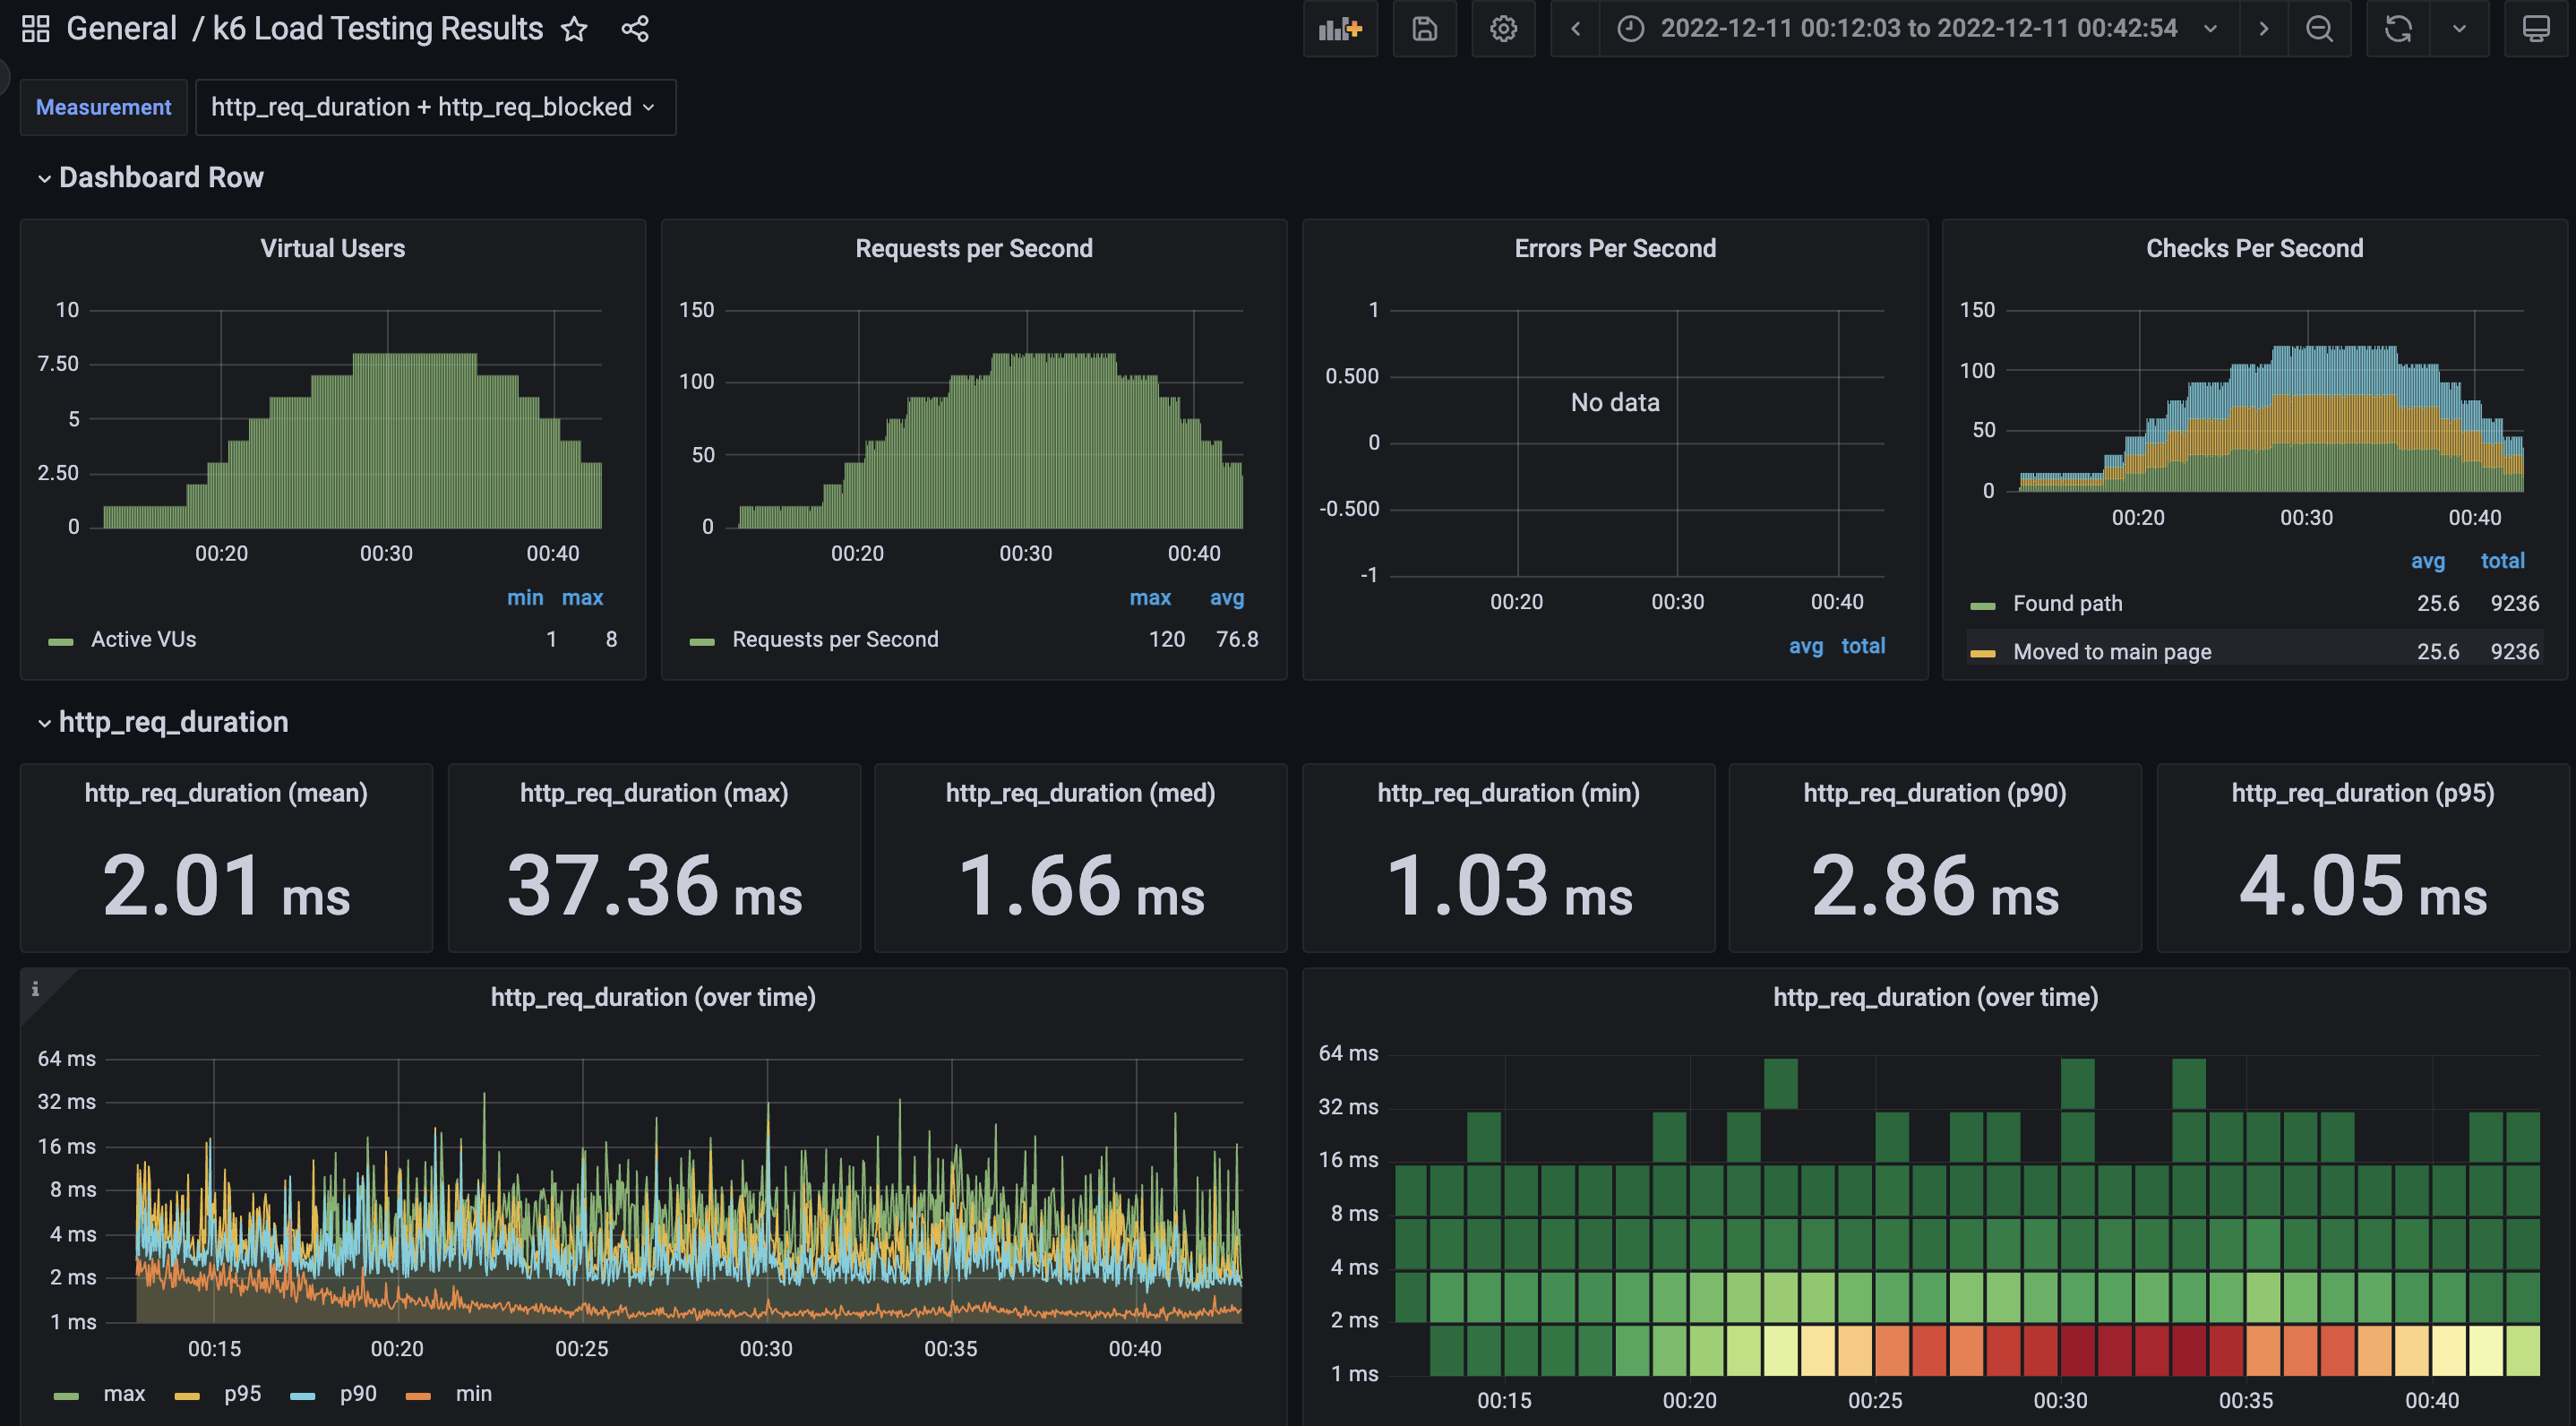 General / k6 Load Testing Results
2022-12-11 00:12:03 to 2022-12-11 00:42:54
Measurement
http_req_duration + http_req_blocked
Dashboard Row
Virtual Users
10
7.50
5
2.50
0
00:20 00:30 00:40
min max
Active VUs 1 8
Requests per Second
150
100
50
0
00:20 00:30 00:40
max avg
Requests per Second 120 76.8
Errors Per Second
1
0.500
No data
0
-0.500
-1
00:20 00:30 00:40
avg total
Checks Per Second
150
100
50
0
00:20 00:30 00:40
avg total
Found path 25.6 9236
Moved to main page 25.6 9236
http_req_duration
http_req_duration (mean)
2.01 ms
http_req_duration (max)
37.36 ms
http_req_duration (med)
1.66 ms
http_req_duration (min)
1.03 ms
http_req_duration (p90)
2.86 ms
http_req_duration (p95)
4.05 ms
i
http_req_duration (over time)
64 ms
32 ms
16 ms
8 ms
4 ms
2 ms
1 ms
00:15 00:20 00:25 00:30 00:35 00:40
max p95 p90 min
http_req_duration (over time)
64 ms
32 ms
16 ms
8 ms
4 ms
2 ms
1 ms
00:15 00:20 00:25 00:30 00:35 00:40